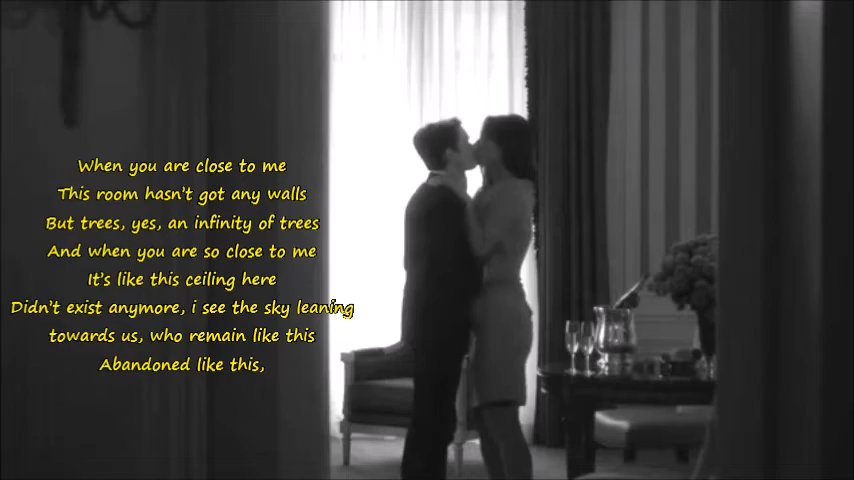 When you are close to me
This room hasn't got any walls
But trees, yes, an infinity of trees
And when you are so close to me
It's like this ceiling here
Didn't exist anymore, i see the sky leaning
towards us, who remain like this
Abandoned like this,